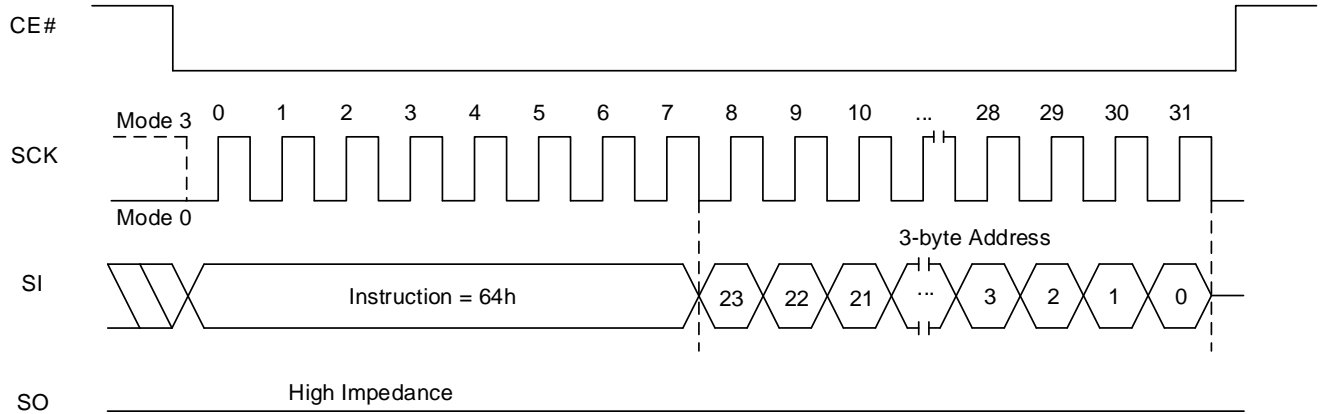 CE#
Mode 3
0 1 2 3 4 5 6 7 8 9 10 ... 28 29 30 31
SCK
Mode 0
3-byte Address
SI
Instruction = 64h
23 22 21 ... 3 2 1 0
High Impedance
SO